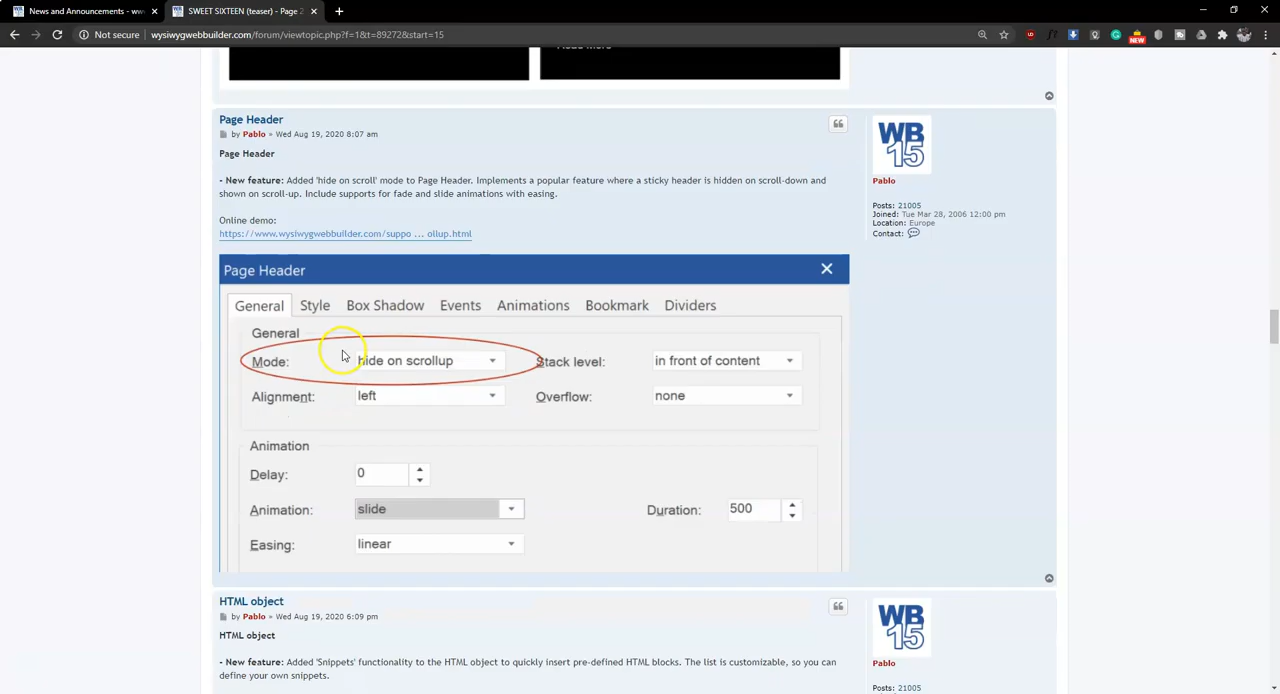 News and Announcements - ww
SWEET SIXTEEN (teaser) - Page 2
Not secure | wysiwygwebbuilder.com/forum/viewtopic.php?f=1&t=89272&start=15
NEW
Page Header
by Pablo » Wed Aug 19, 2020 8:07 am
Page Header
- New feature: Added 'hide on scroll' mode to Page Header. Implements a popular feature where a sticky header is hidden on scroll-down and
shown on scroll-up. Include supports for fade and slide animations with easing.
Online demo:
https://www.wysiwygwebbuilder.com/suppo ... ollup.html
WB
15
Pablo
Posts: 21005
Joined: Tue Mar 28, 2006 12:00 pm
Location: Europe
Contact:
Page Header
General Style Box Shadow Events Animations Bookmark Dividers
General
Mode: hide on scrollup Stack level: in front of content
Alignment: left Overflow: none
Animation
Delay: 0
Animation: slide Duration: 500
Easing: linear
HTML object
by Pablo » Wed Aug 19, 2020 6:09 pm
HTML object
- New feature: Added 'Snippets' functionality to the HTML object to quickly insert pre-defined HTML blocks. The list is customizable, so you can
define your own snippets.
WB
15
Pablo
Posts: 21005